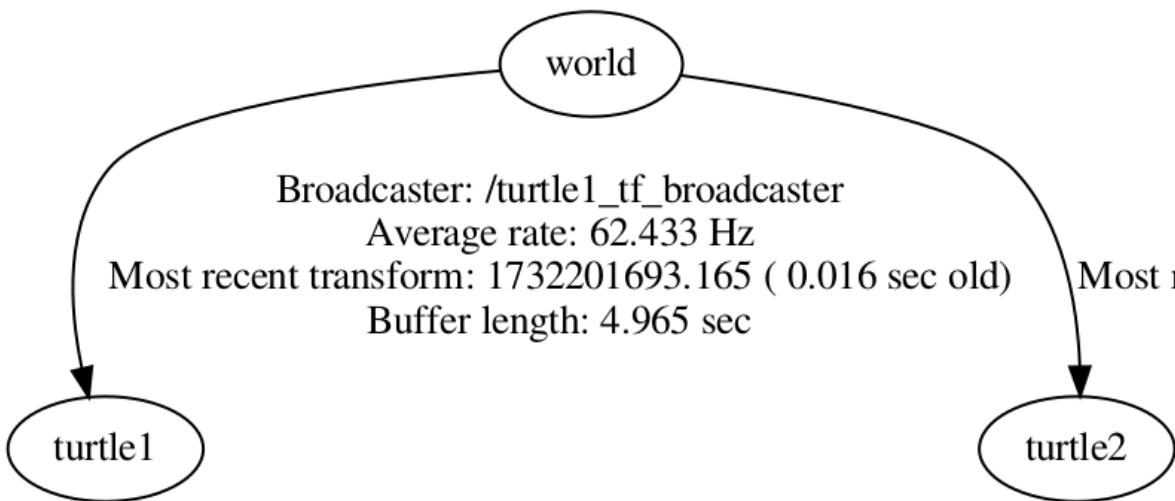 world
Broadcaster: /turtle1_tf_broadcaster
Average rate: 62.433 Hz
Most recent transform: 1732201693.165 ( 0.016 sec old)
Most
Buffer length: 4.965 sec
turtle1
turtle2